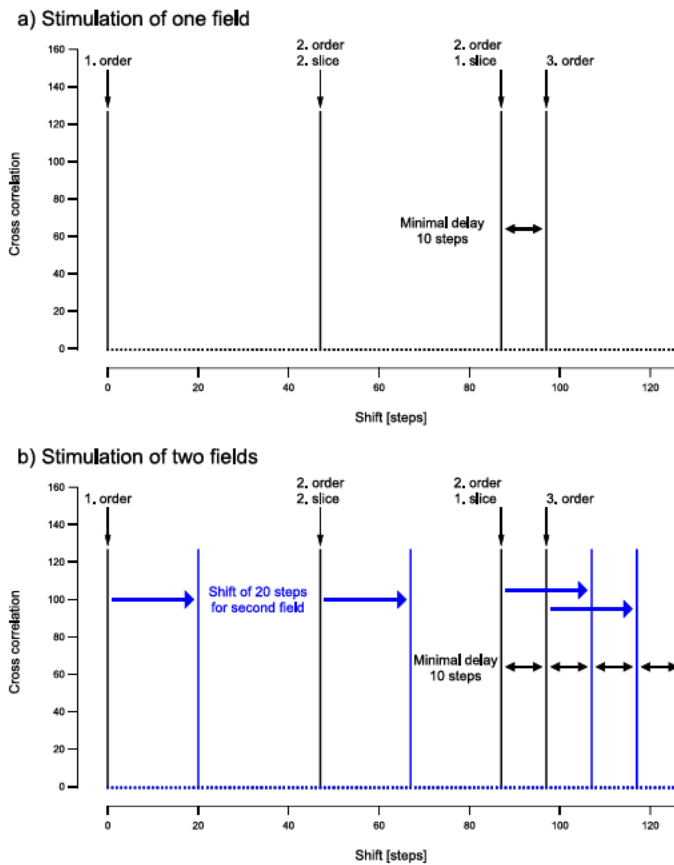 a) Stimulation of one field
2. order
2. order
1. order
2. slice
1. slice
3. order
160
140
120
100
80
60
40
20
0
Cross correlation
Minimal delay
10 steps
0
20
40
60
80
100
120
Shift [steps]
b) Stimulation of two fields
2. order
2. order
1. order
2. slice
1. slice
3. order
160
140
120
100
80
60
40
20
0
Cross correlation
Shift of 20 steps
for second field
Minimal delay
10 steps
0
20
40
60
80
100
120
Shift [steps]